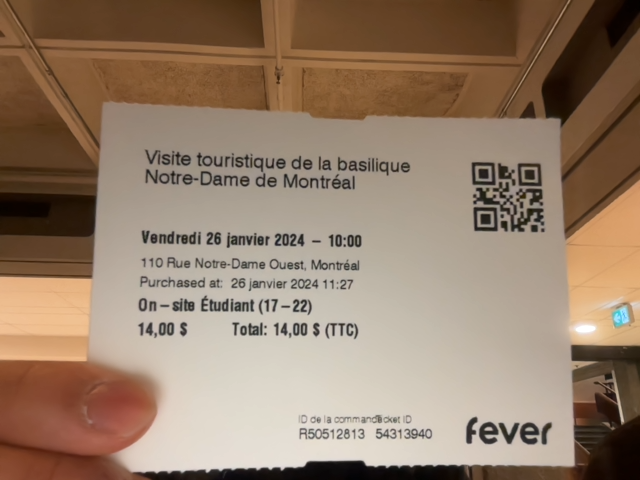 Visite touristique de la basilique
Notre-Dame de Montréal
Vendredi 26 janvier 2024 – 10:00
110 Rue Notre-Dame Ouest, Montréal
Purchased at: 26 janvier 2024 11:27
On-site Étudiant (17-22)
14,00 $ Total: 14,00 $ (TTC)
ID de la commande Ticket ID
R50512813 54313940
fever